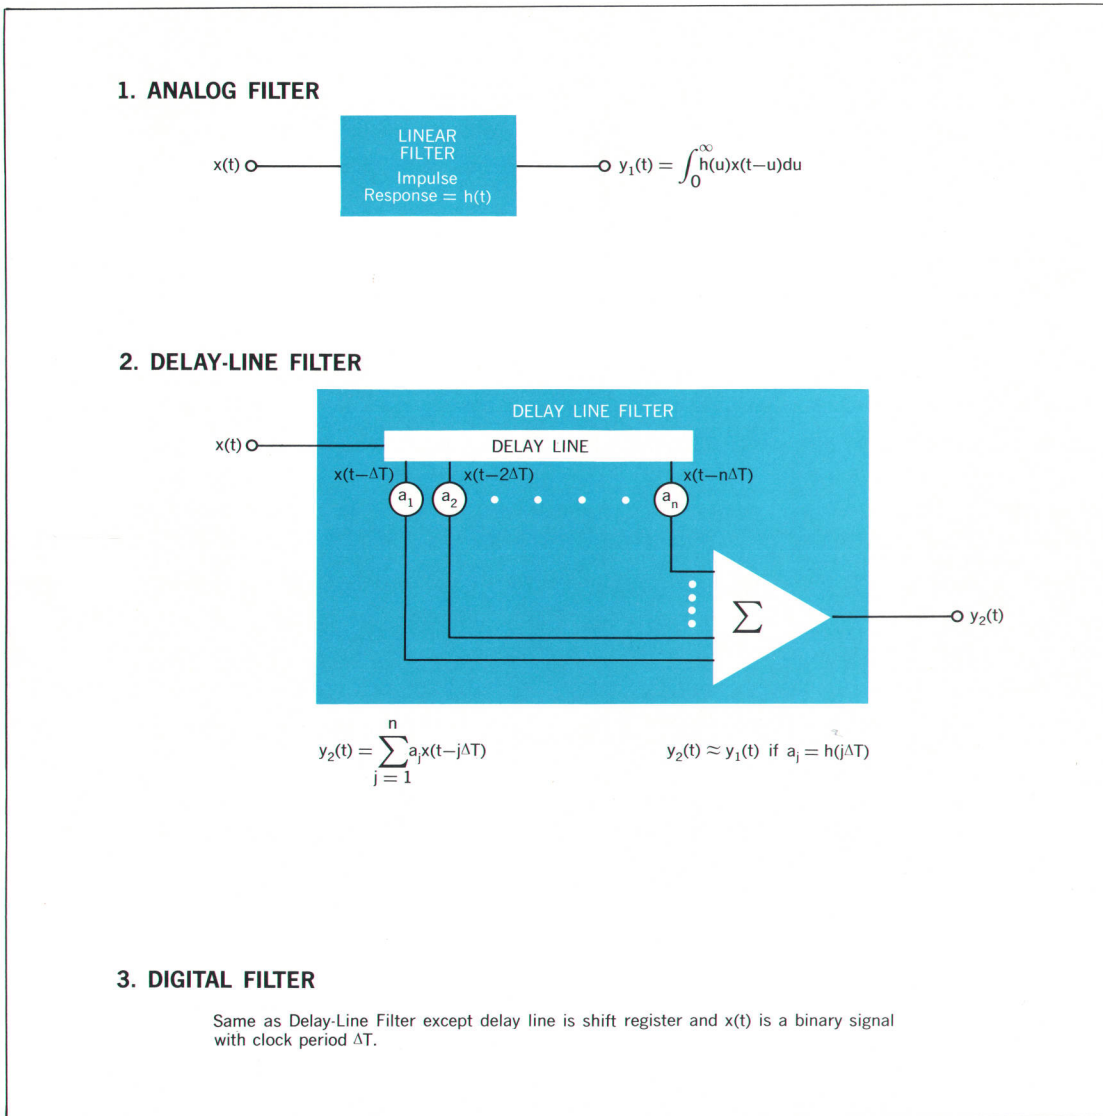 1. ANALOG FILTER
LINEAR
FILTER
Impulse
Response = h(t)
x(t)
y₁(t) = ∫₀^∞ h(u)x(t−u)du
2. DELAY-LINE FILTER
DELAY LINE FILTER
x(t)
DELAY LINE
x(t−ΔT) x(t−2ΔT) x(t−nΔT)
a₁ a₂ . . . . aₙ
∑
y₂(t)
y₂(t) = ∑_{j = 1}^{n} aⱼx(t−jΔT)
y₂(t) ≈ y₁(t) if aⱼ = h(jΔT)
3. DIGITAL FILTER
Same as Delay-Line Filter except delay line is shift register and x(t) is a binary signal
with clock period ΔT.